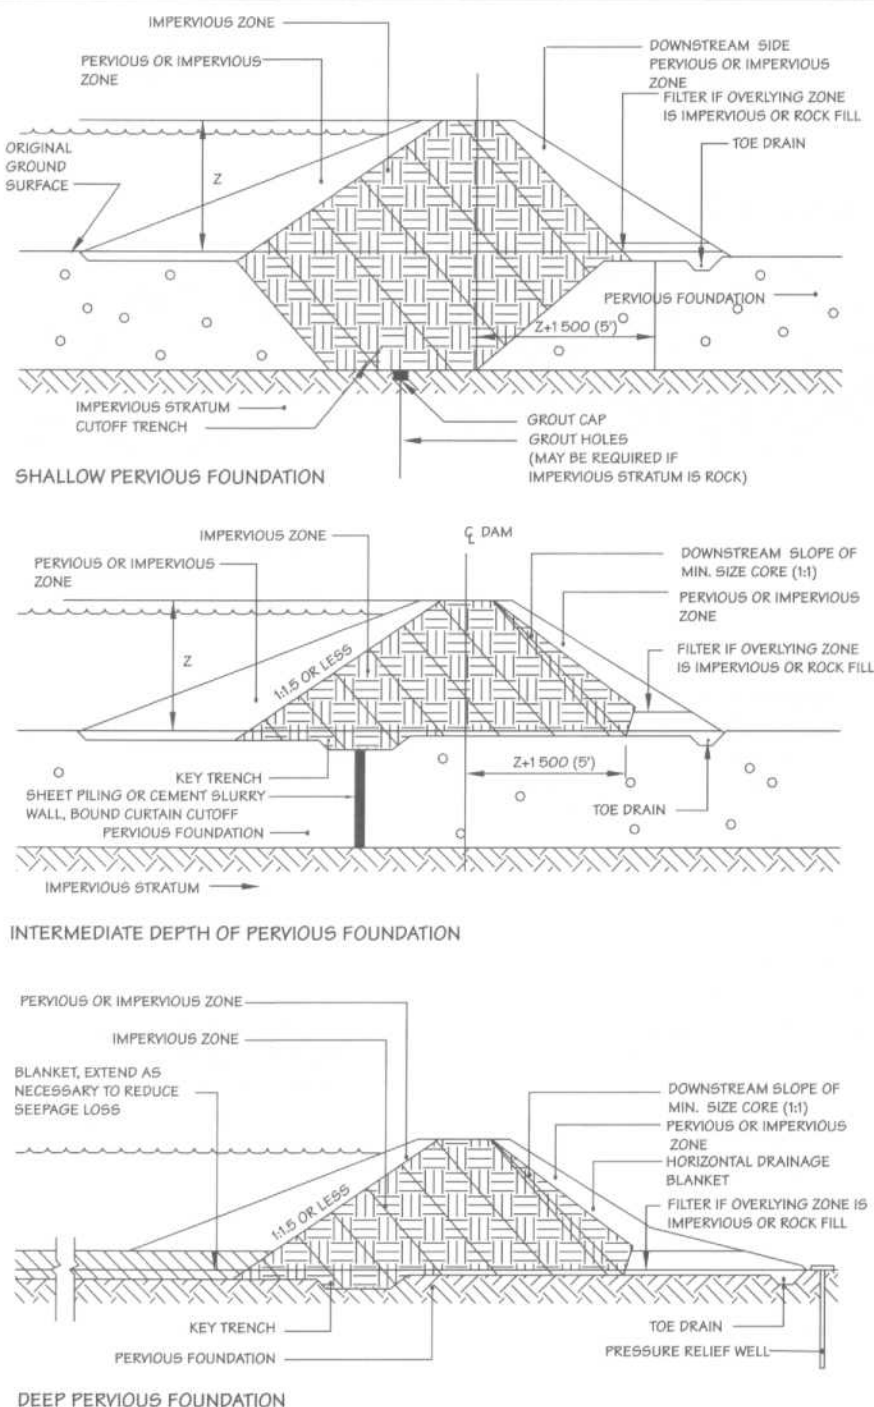 IMPERVIOUS ZONE
PERVIOUS OR IMPERVIOUS
ZONE
DOWNSTREAM SIDE
PERVIOUS OR IMPERVIOUS
ZONE
FILTER IF OVERLYING ZONE
IS IMPERVIOUS OR ROCK FILL
TOE DRAIN
ORIGINAL
GROUND
SURFACE
Z
PERVIOUS FOUNDATION
Z+1 500 (5')
IMPERVIOUS STRATUM
CUTOFF TRENCH
GROUT CAP
GROUT HOLES
(MAY BE REQUIRED IF
IMPERVIOUS STRATUM IS ROCK)
SHALLOW PERVIOUS FOUNDATION
IMPERVIOUS ZONE
℄ DAM
PERVIOUS OR IMPERVIOUS
ZONE
DOWNSTREAM SLOPE OF
MIN. SIZE CORE (1:1)
PERVIOUS OR IMPERVIOUS
ZONE
FILTER IF OVERLYING ZONE
IS IMPERVIOUS OR ROCK FILL
Z
1:1.5 OR LESS
KEY TRENCH
SHEET PILING OR CEMENT SLURRY
WALL, BOUND CURTAIN CUTOFF
PERVIOUS FOUNDATION
Z+1 500 (5')
TOE DRAIN
IMPERVIOUS STRATUM
INTERMEDIATE DEPTH OF PERVIOUS FOUNDATION
PERVIOUS OR IMPERVIOUS ZONE
IMPERVIOUS ZONE
BLANKET, EXTEND AS
NECESSARY TO REDUCE
SEEPAGE LOSS
DOWNSTREAM SLOPE OF
MIN. SIZE CORE (1:1)
PERVIOUS OR IMPERVIOUS
ZONE
HORIZONTAL DRAINAGE
BLANKET
FILTER IF OVERLYING ZONE IS
IMPERVIOUS OR ROCK FILL
1:1.5 OR LESS
KEY TRENCH
PERVIOUS FOUNDATION
TOE DRAIN
PRESSURE RELIEF WELL
DEEP PERVIOUS FOUNDATION